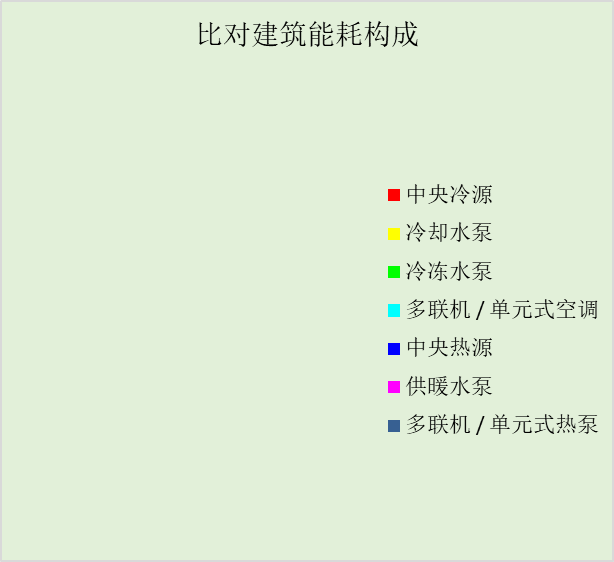 比对建筑能耗构成
中央冷源
冷却水泵
冷冻水泵
多联机/单元式空调
中央热源
供暖水泵
多联机/单元式热泵